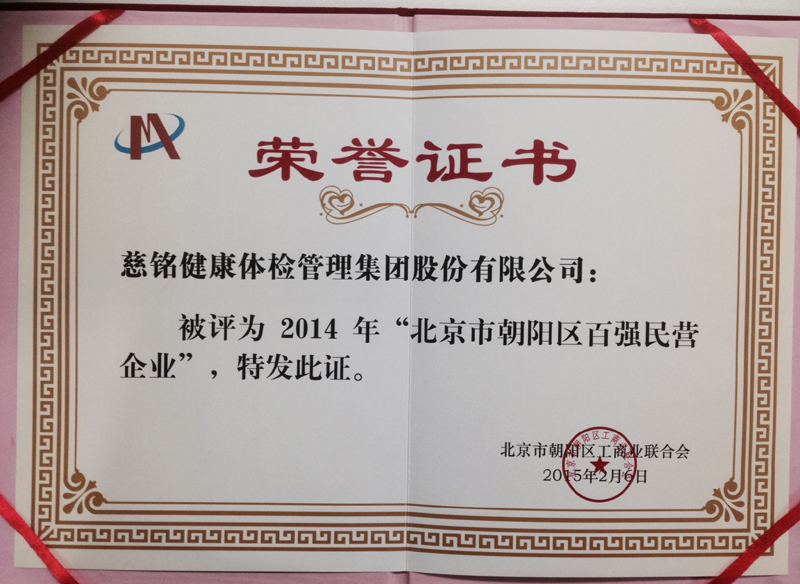 荣誉证书
慈铭健康体检管理集团股份有限公司：
被评为 2014 年“北京市朝阳区百强民营
企业”，特发此证。
北京市朝阳区工商业联合会
2015年2月6日